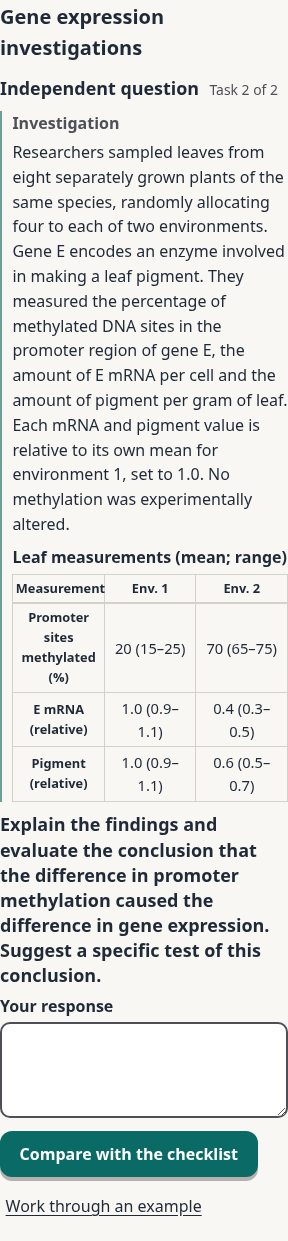 Gene expression
investigations
Independent question Task 2 of 2
Investigation
Researchers sampled leaves from
eight separately grown plants of the
same species, randomly allocating
four to each of two environments.
Gene E encodes an enzyme involved
in making a leaf pigment. They
measured the percentage of
methylated DNA sites in the
promoter region of gene E, the
amount of E mRNA per cell and the
amount of pigment per gram of leaf.
Each mRNA and pigment value is
relative to its own mean for
environment 1, set to 1.0. No
methylation was experimentally
altered.
Leaf measurements (mean; range)
Measurement Env. 1 Env. 2
Promoter
sites
methylated
(%)
20 (15–25) 70 (65–75)
E mRNA
(relative)
1.0 (0.9–
1.1)
0.4 (0.3–
0.5)
Pigment
(relative)
1.0 (0.9–
1.1)
0.6 (0.5–
0.7)
Explain the findings and
evaluate the conclusion that
the difference in promoter
methylation caused the
difference in gene expression.
Suggest a specific test of this
conclusion.
Your response
Compare with the checklist
Work through an example